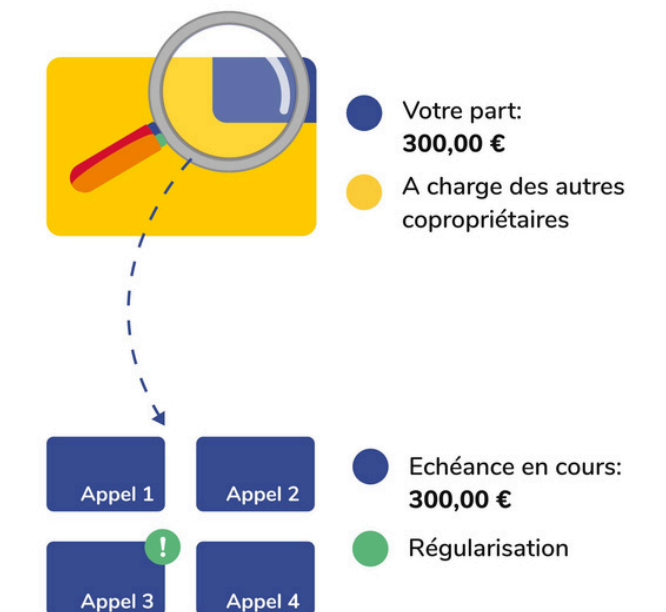 Votre part:
300,00 €
A charge des autres
copropriétaires
Appel 1
Appel 2
Echéance en cours:
300,00 €
!
Régularisation
Appel 3
Appel 4